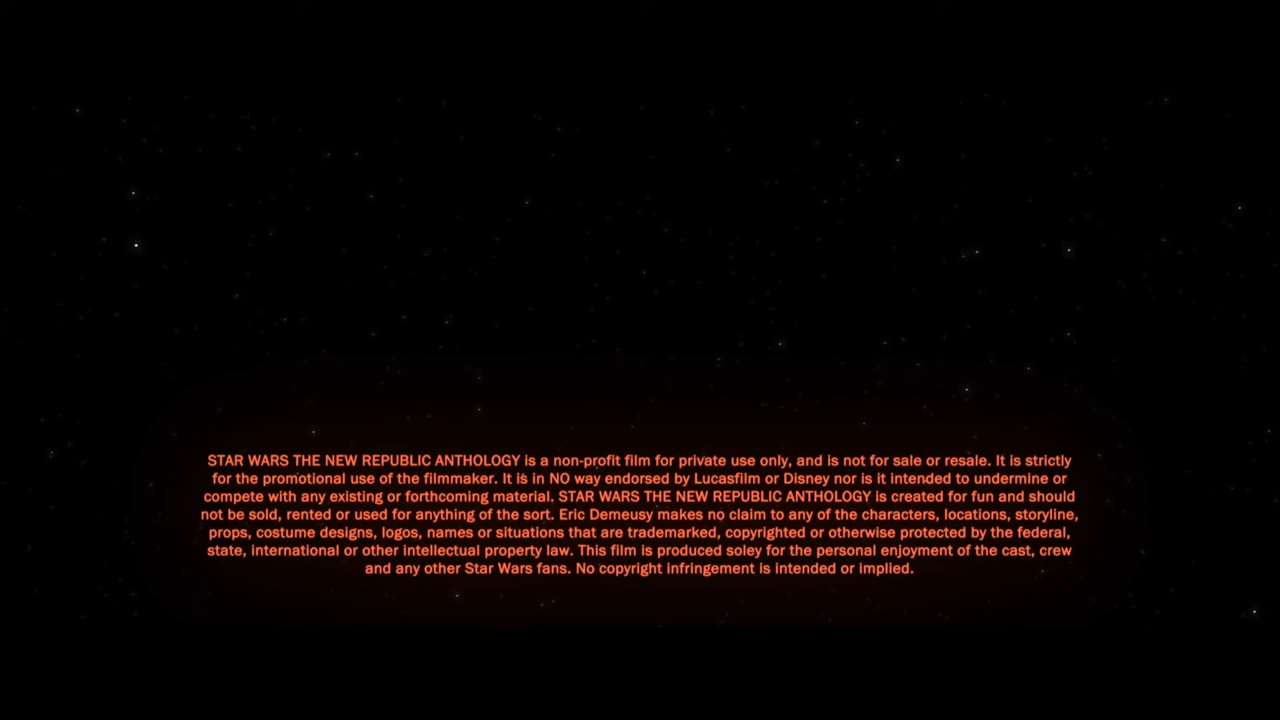 STAR WARS THE NEW REPUBLIC ANTHOLOGY is a non-profit film for private use only, and is not for sale or resale. It is strictly
for the promotional use of the filmmaker. It is in NO way endorsed by Lucasfilm or Disney nor is it intended to undermine or
compete with any existing or forthcoming material. STAR WARS THE NEW REPUBLIC ANTHOLOGY is created for fun and should
not be sold, rented or used for anything of the sort. Eric Demeusy makes no claim to any of the characters, locations, storyline,
props, costume designs, logos, names or situations that are trademarked, copyrighted or otherwise protected by the federal,
state, international or other intellectual property law. This film is produced soley for the personal enjoyment of the cast, crew
and any other Star Wars fans. No copyright infringement is intended or implied.